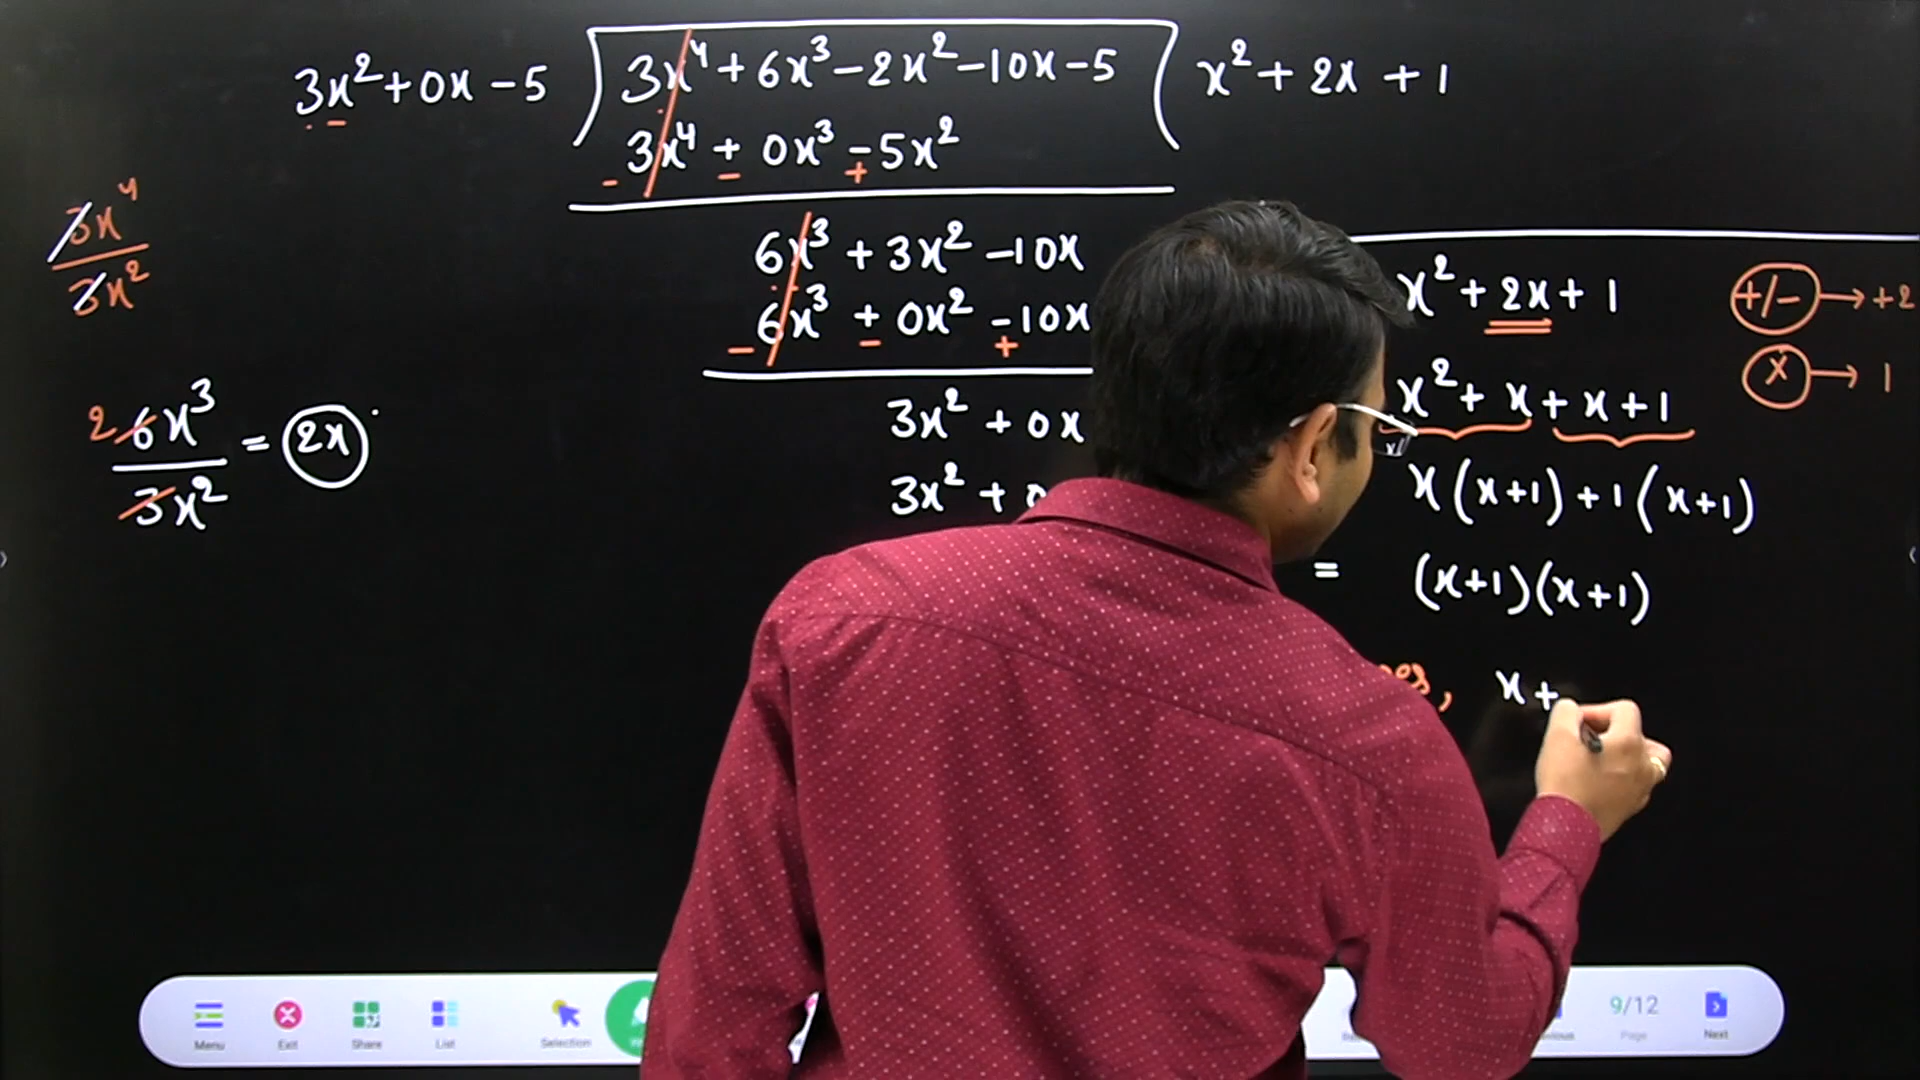 3x²+0x-5 ) 3x⁴+6x³-2x²-10x-5 ( x²+2x+1
3x⁴+0x³-5x²
- - +
3x⁴
3x²
6x³+3x²-10x
6x³+0x²-10x
- - +
2 6x³
3x²
= 2x
3x²+0x
3x²+
x²+2x+1
+/- → +2
x²+x+x+1
x → 1
x(x+1)+1(x+1)
= (x+1)(x+1)
x+
Menu
Exit
Share
List
Selection
9/12
Page
Next